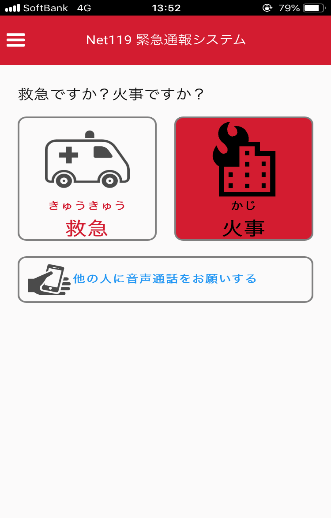 SoftBank 4G 13:52 79%
Net119 緊急通報システム
救急ですか？火事ですか？
きゅうきゅう
救急
かじ
火事
他の人に音声通話をお願いする